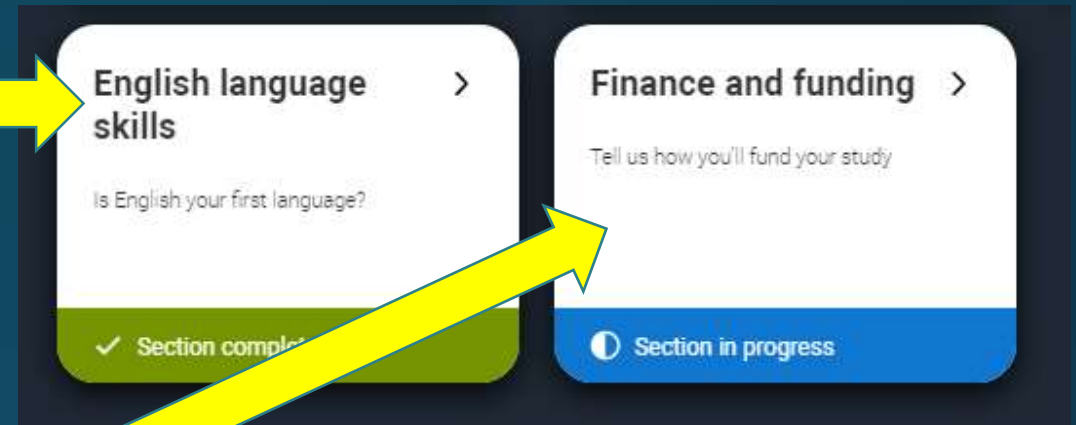 English language
skills
Is English your first language?
Section complet
Finance and funding
Tell us how you'll fund your study
Section in progress